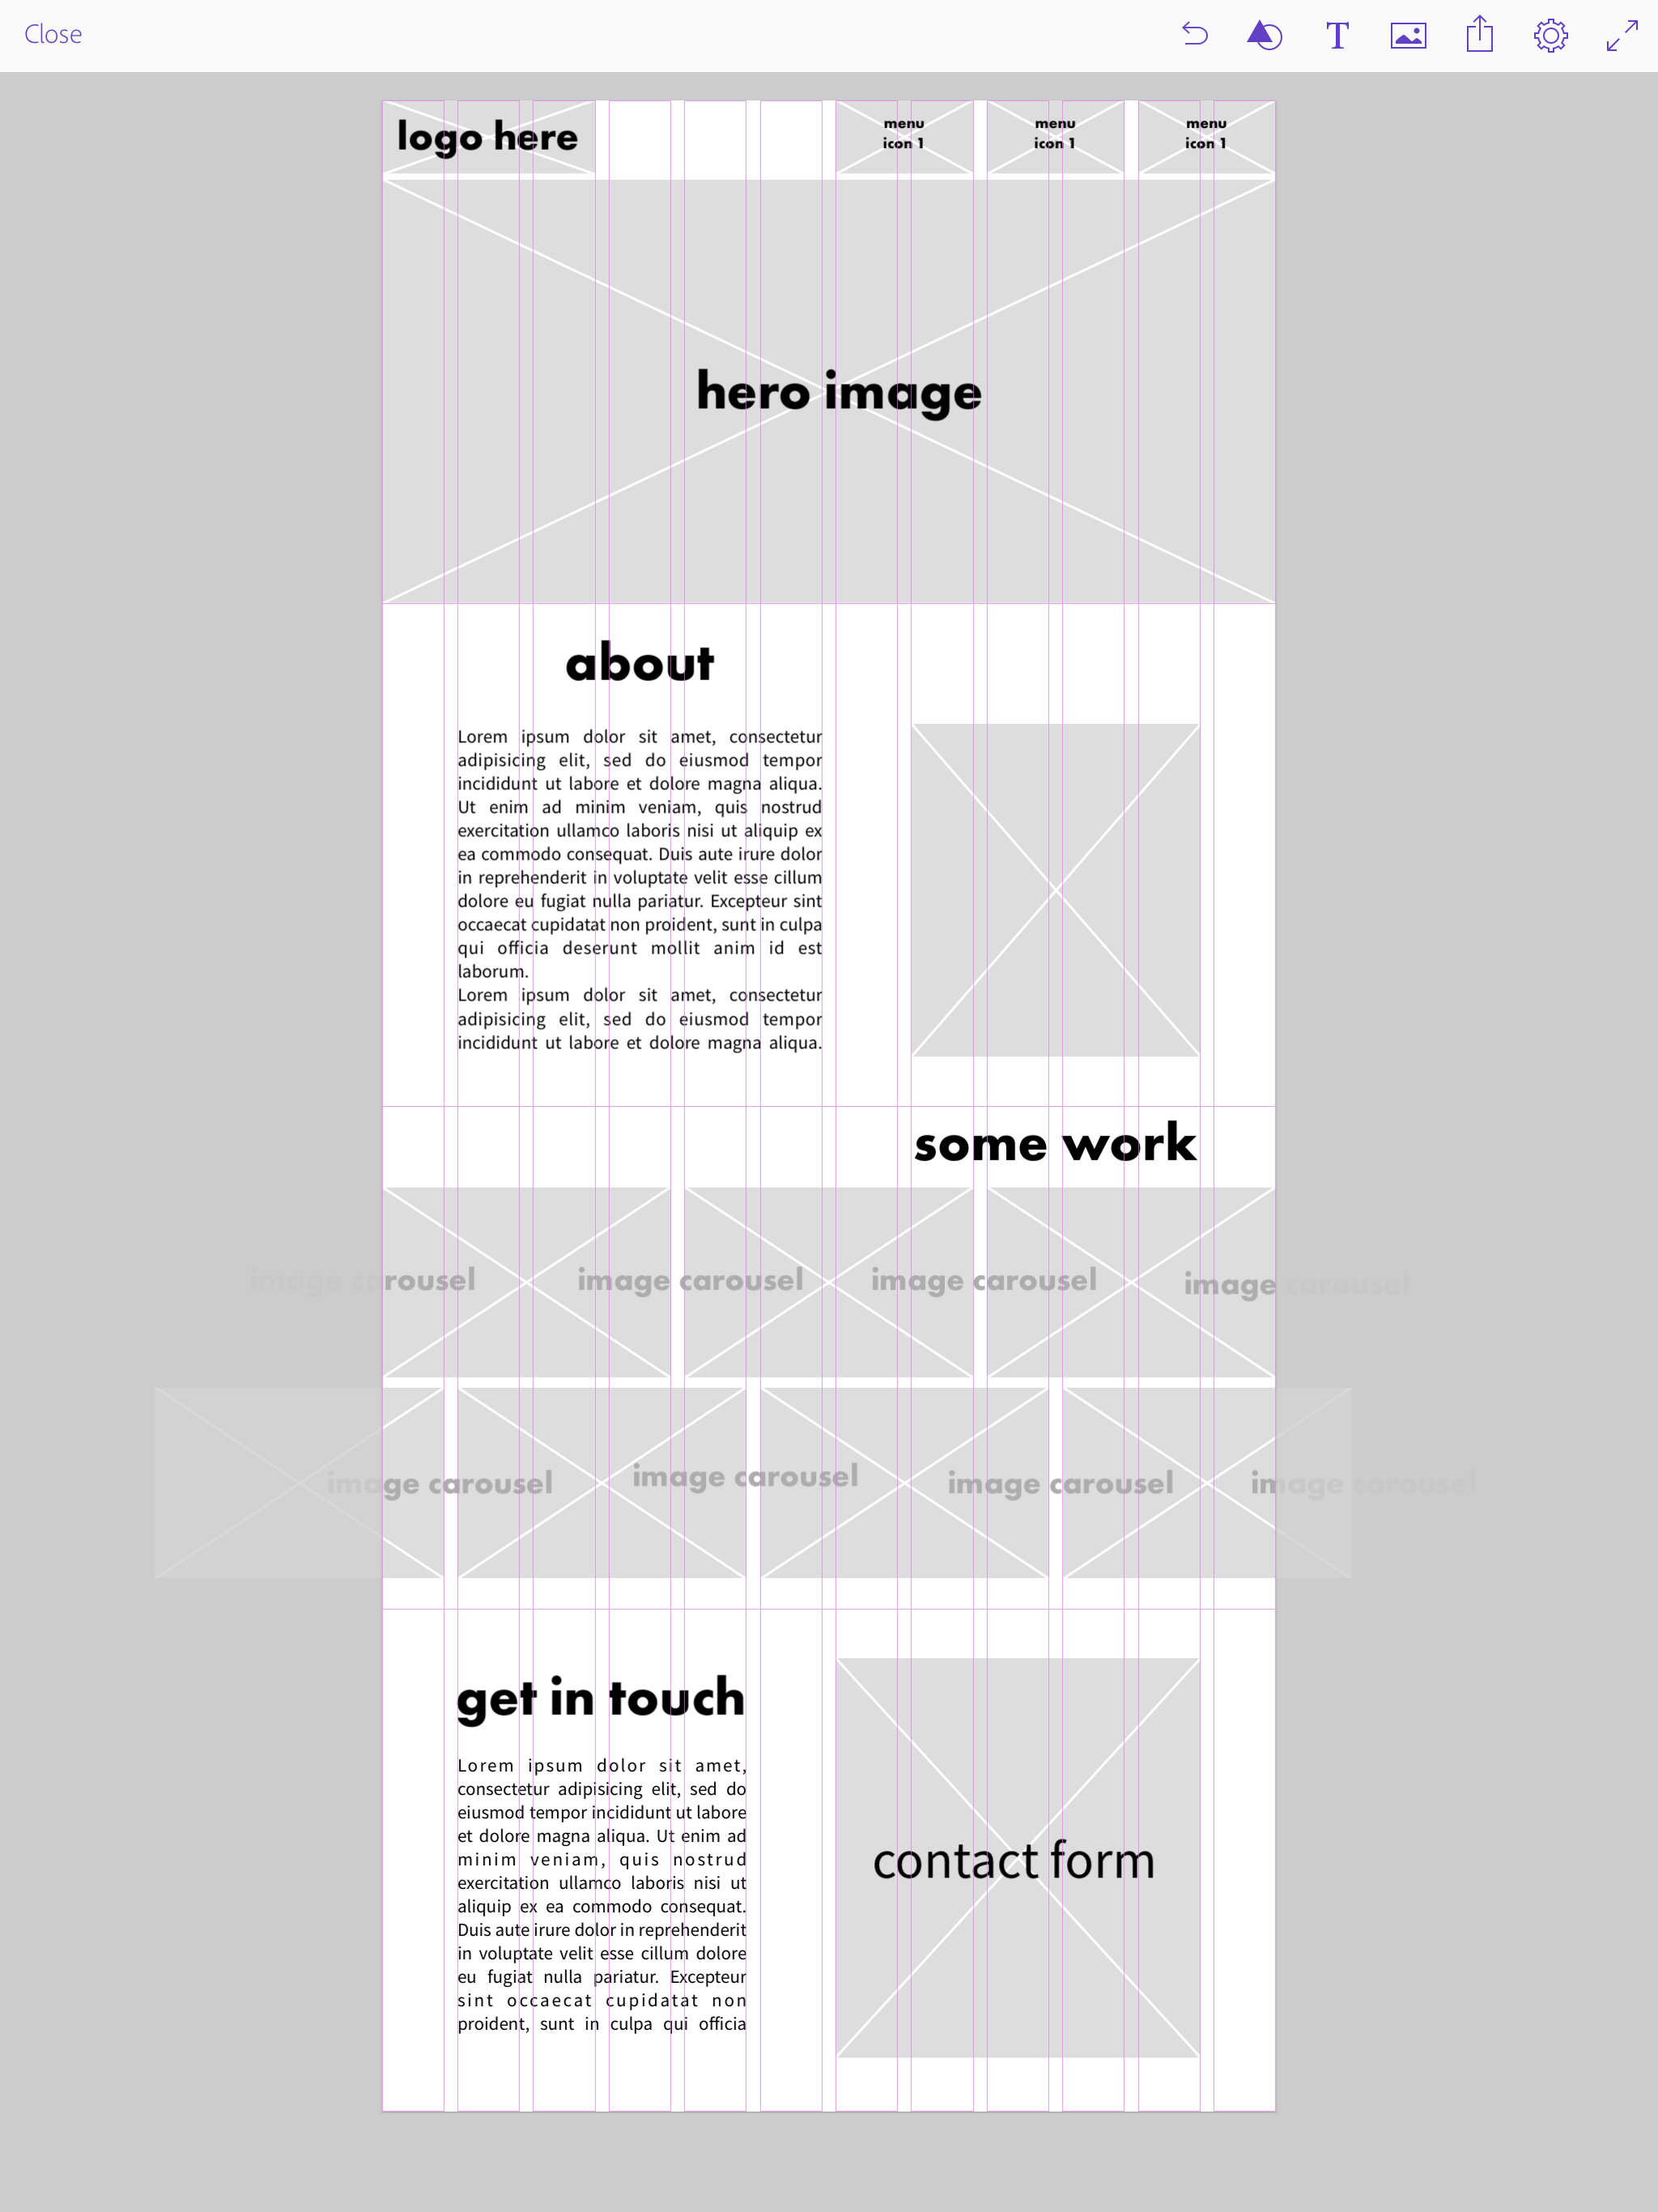 Close
T
logo here
menu
icon 1
menu
icon 1
menu
icon 1
hero image
about
Lorem ipsum dolor sit amet, consectetur
adipisicing elit, sed do eiusmod tempor
incididunt ut labore et dolore magna aliqua.
Ut enim ad minim veniam, quis nostrud
exercitation ullamco laboris nisi ut aliquip ex
ea commodo consequat. Duis aute irure dolor
in reprehenderit in voluptate velit esse cillum
dolore eu fugiat nulla pariatur. Excepteur sint
occaecat cupidatat non proident, sunt in culpa
qui officia deserunt mollit anim id est
laborum.
Lorem ipsum dolor sit amet, consectetur
adipisicing elit, sed do eiusmod tempor
incididunt ut labore et dolore magna aliqua.
some work
image carousel
image carousel
image carousel
image carousel
image carousel
image carousel
image carousel
image carousel
get in touch
Lorem ipsum dolor sit amet,
consectetur adipisicing elit, sed do
eiusmod tempor incididunt ut labore
et dolore magna aliqua. Ut enim ad
minim veniam, quis nostrud
exercitation ullamco laboris nisi ut
aliquip ex ea commodo consequat.
Duis aute irure dolor in reprehenderit
in voluptate velit esse cillum dolore
eu fugiat nulla pariatur. Excepteur
sint occaecat cupidatat non
proident, sunt in culpa qui officia
contact form